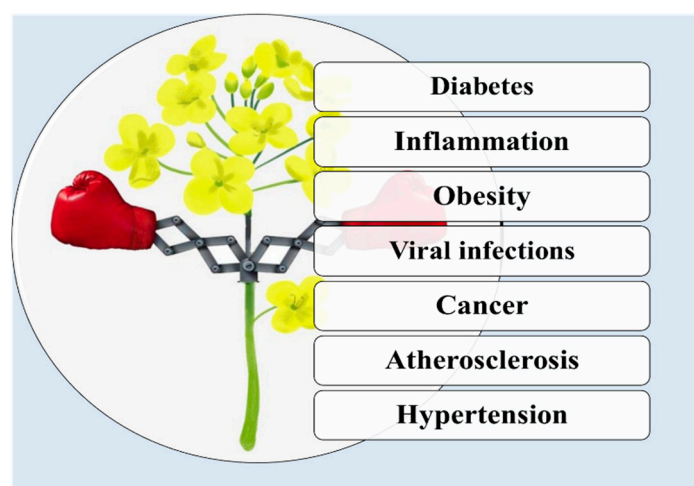 Diabetes
Inflammation
Obesity
Viral infections
Cancer
Atherosclerosis
Hypertension